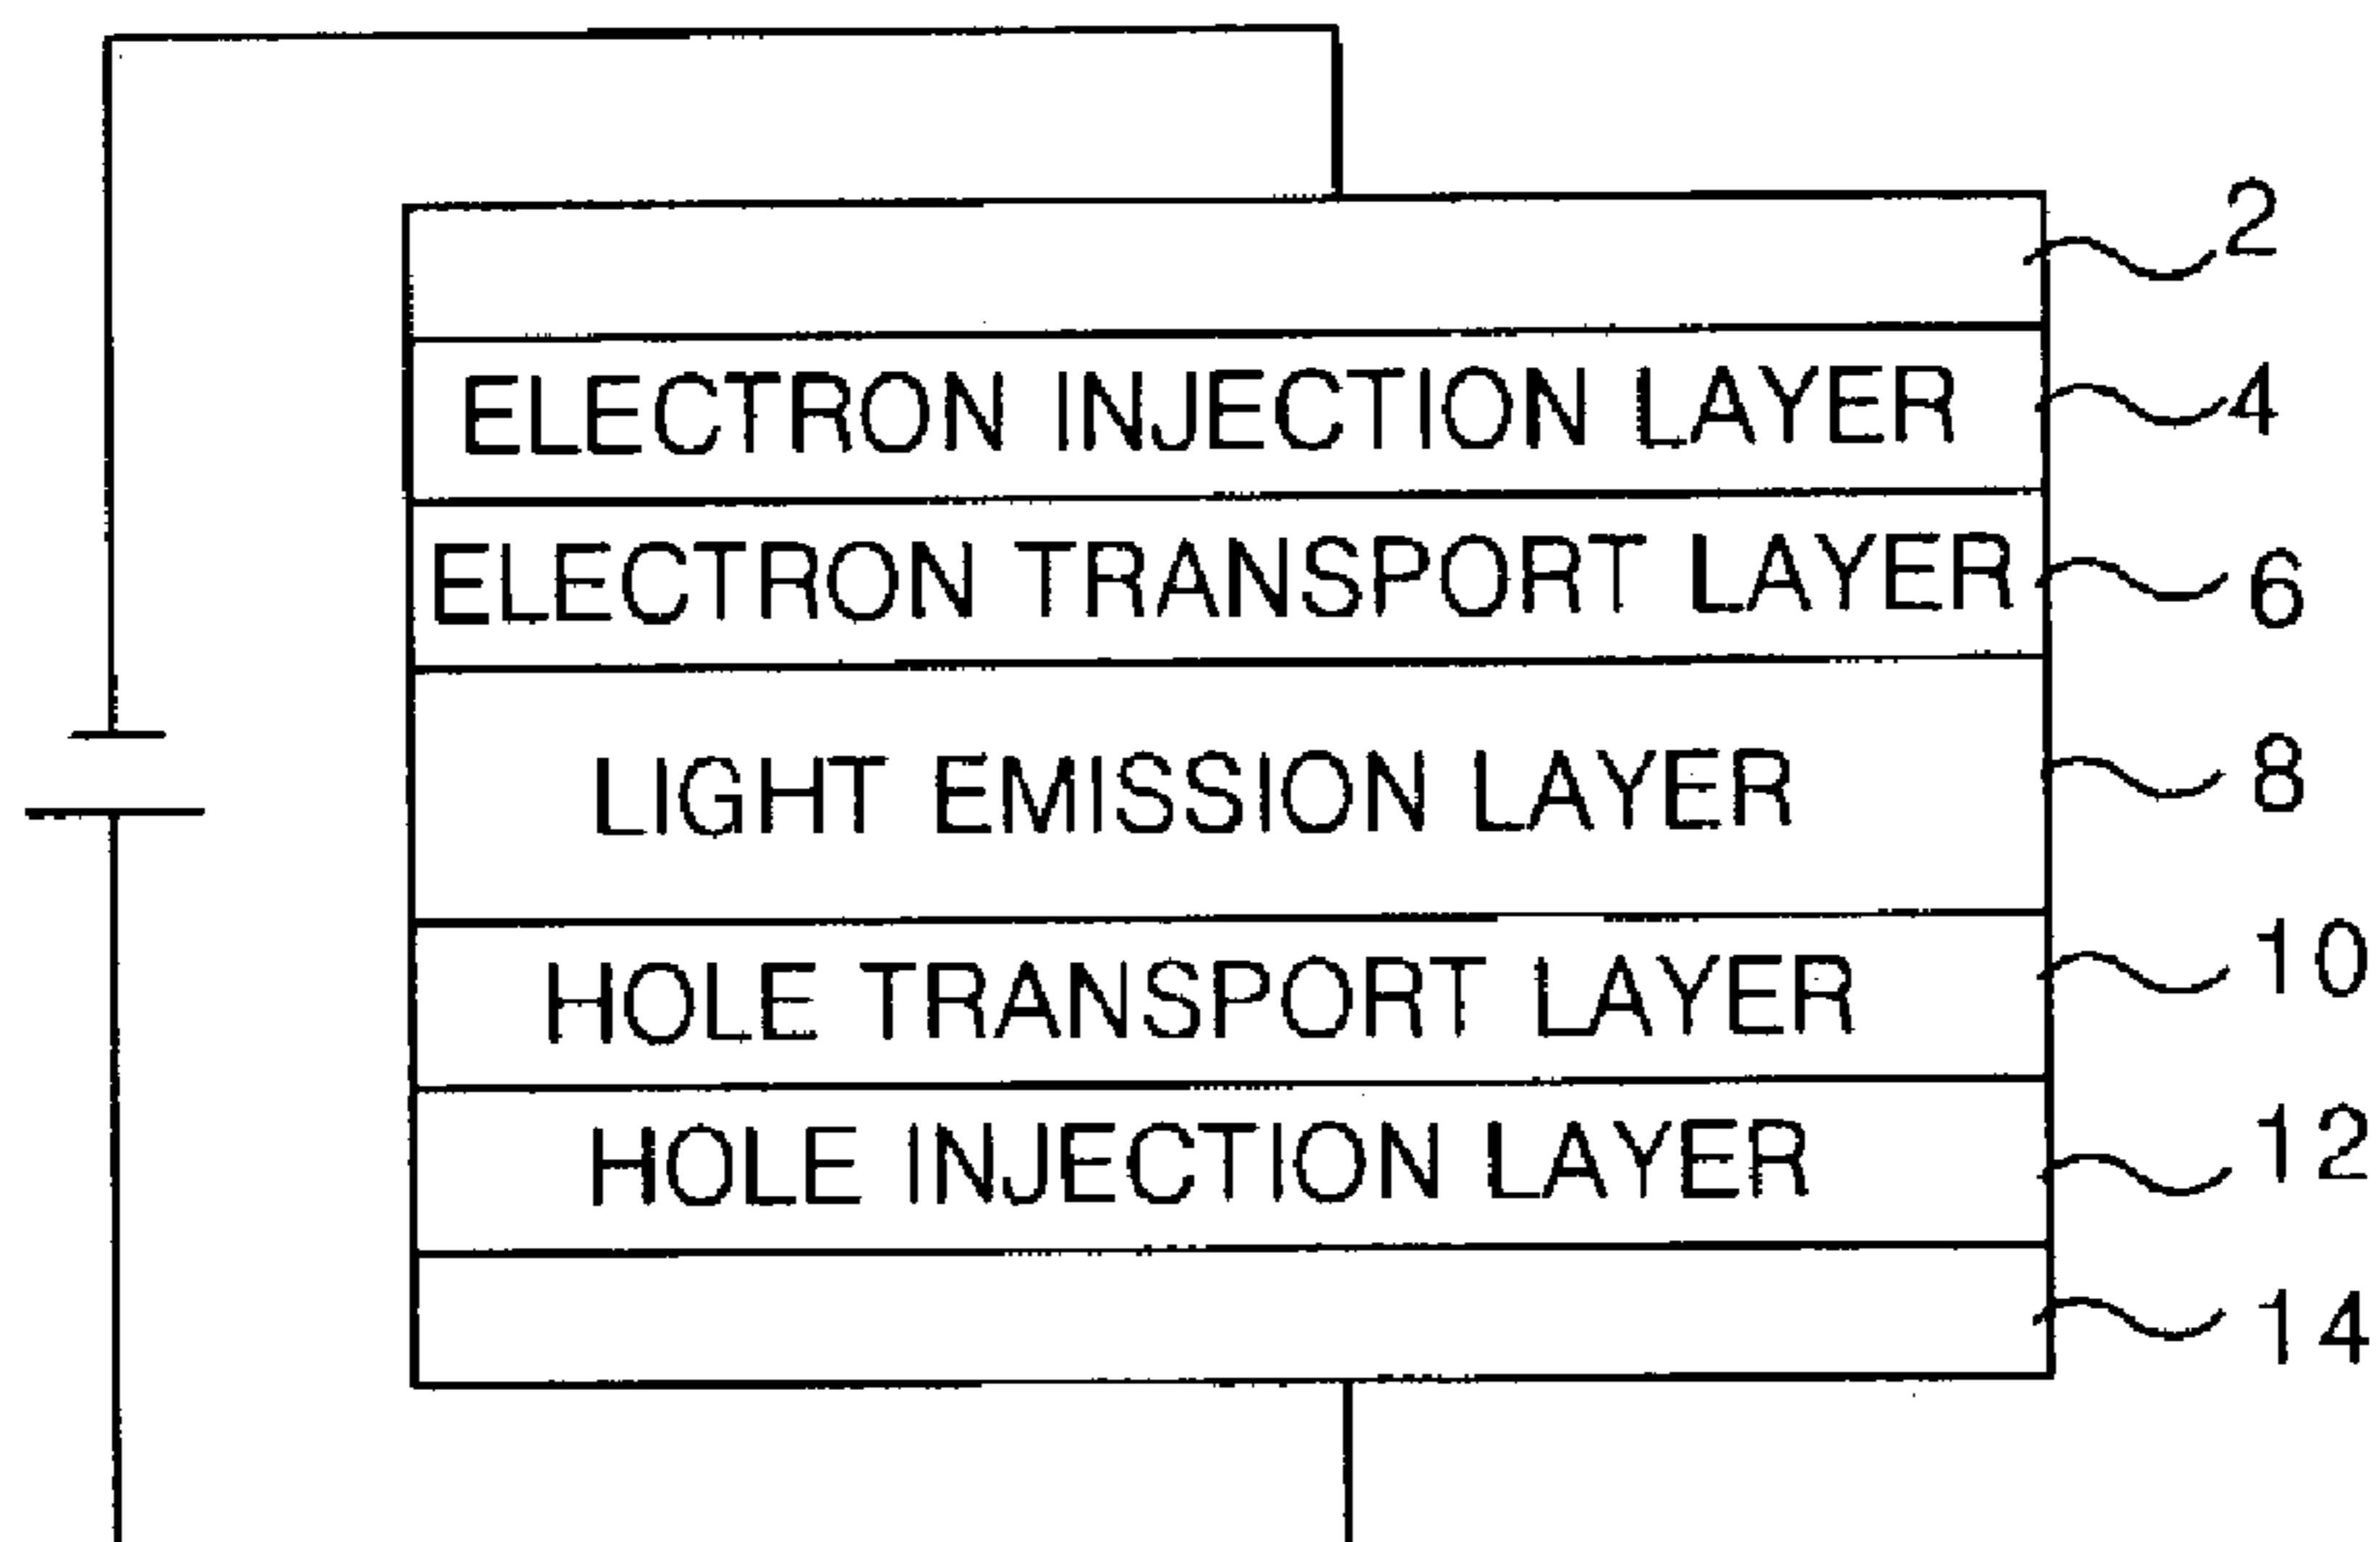 2
ELECTRON INJECTION LAYER 4
ELECTRON TRANSPORT LAYER 6
LIGHT EMISSION LAYER 8
HOLE TRANSPORT LAYER 10
HOLE INJECTION LAYER 12
14